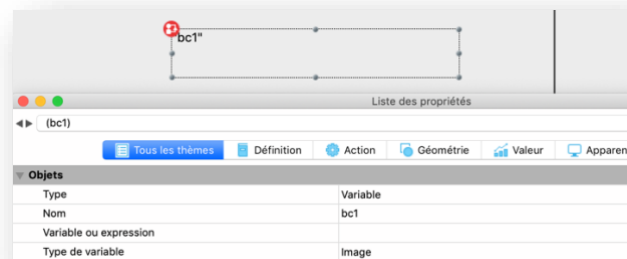 bc1"
Liste des propriétés
(bc1)
Tous les thèmes Définition Action Géométrie Valeur Apparen
Objets
Type Variable
Nom bc1
Variable ou expression
Type de variable Image